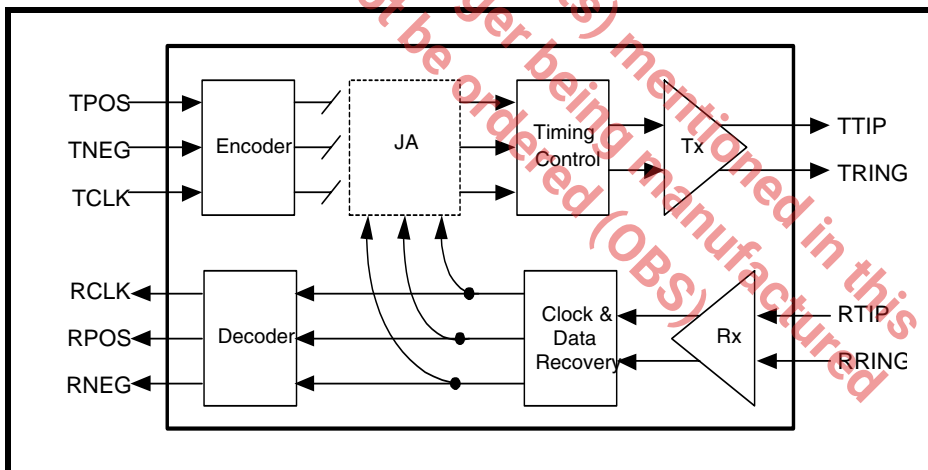 TPOS
TNEG
TCLK
Encoder
JA
Timing
Control
Tx
TTIP
TRING
RCLK
RPOS
RNEG
Decoder
Clock &
Data
Recovery
Rx
RTIP
RRING
mentioned in this
ger being manufactured
ot be ordered (OBS)